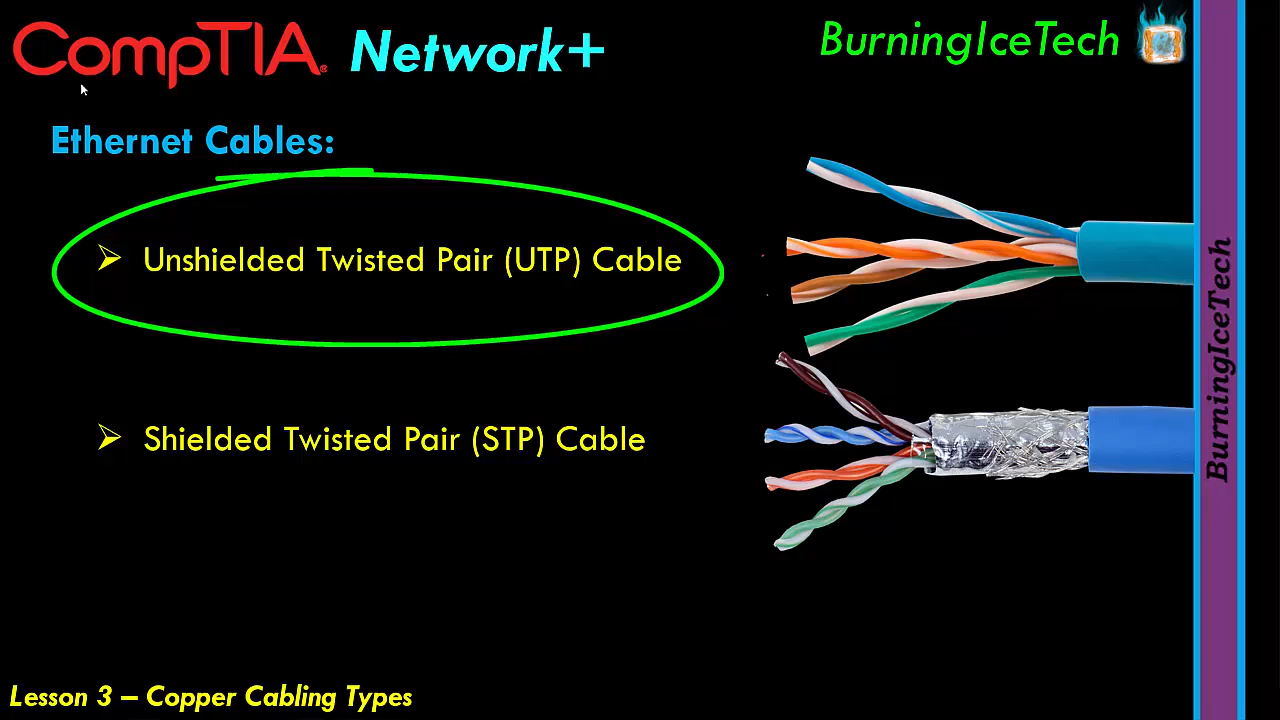 CompTIA® Network+
BurningIceTech
Ethernet Cables:
Unshielded Twisted Pair (UTP) Cable
Shielded Twisted Pair (STP) Cable
BurningIceTech
Lesson 3 – Copper Cabling Types